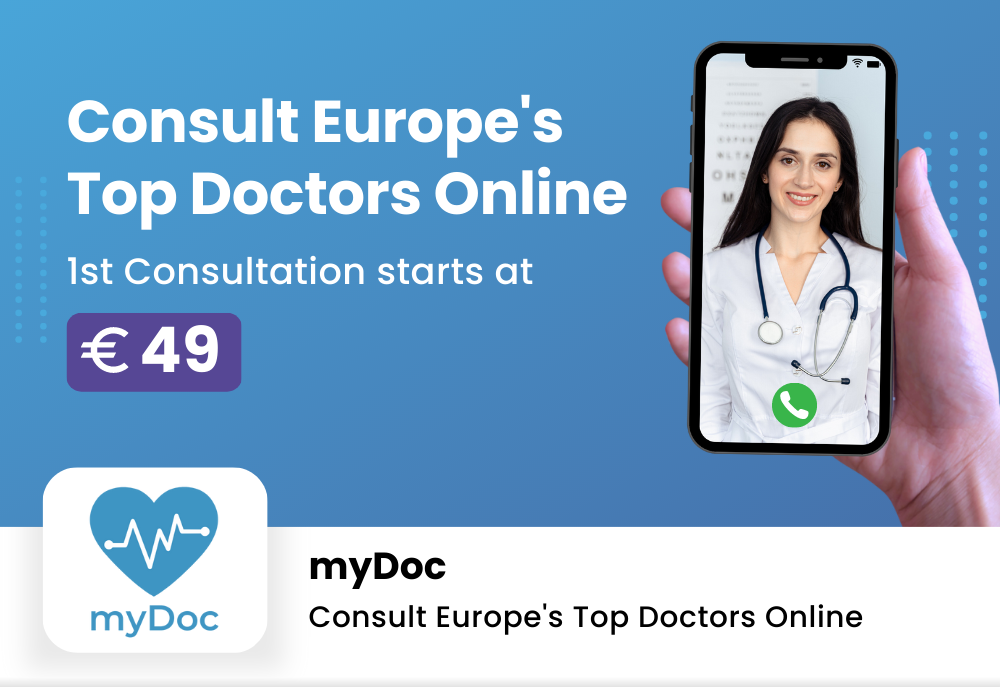 Consult Europe's
Top Doctors Online
1st Consultation starts at
€ 49
myDoc
myDoc
Consult Europe's Top Doctors Online